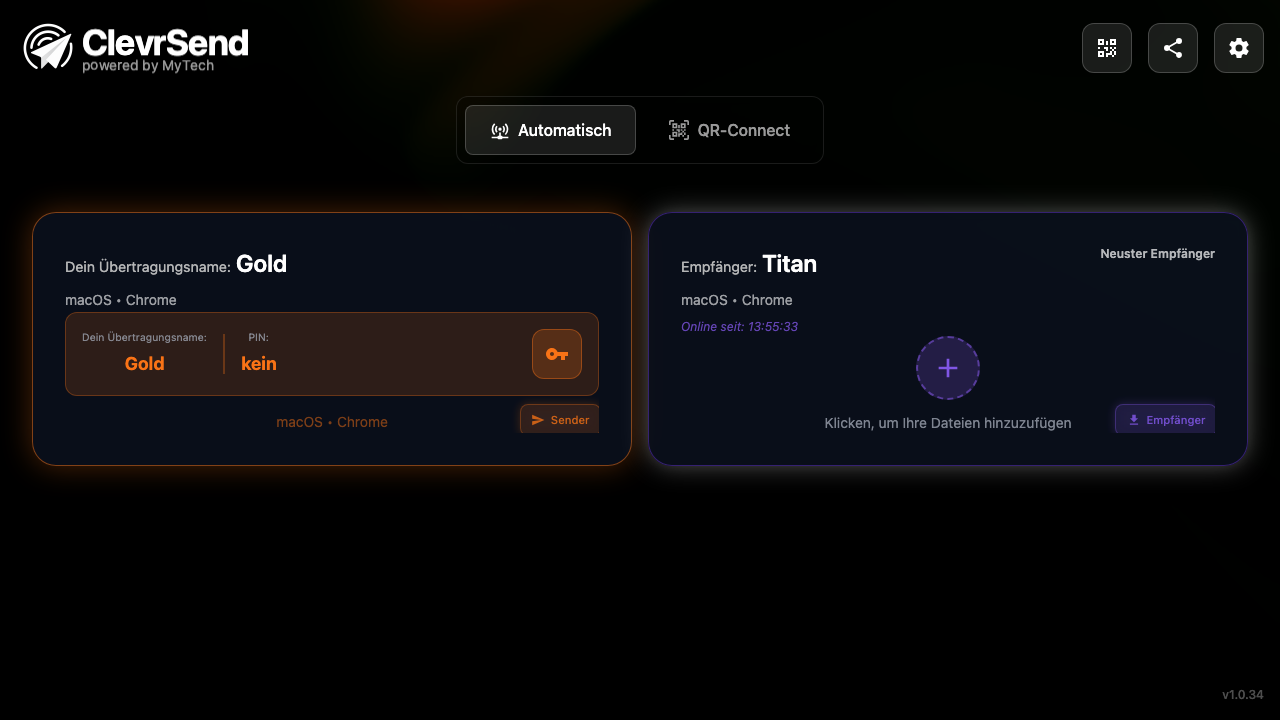 ClevrSend
powered by MyTech
Automatisch
QR-Connect
Dein Übertragungsname: Gold
macOS • Chrome
Dein Übertragungsname:
Gold
PIN:
kein
macOS • Chrome
Sender
Empfänger: Titan
Neuster Empfänger
macOS • Chrome
Online seit: 13:55:33
Klicken, um Ihre Dateien hinzuzufügen
Empfänger
v1.0.34